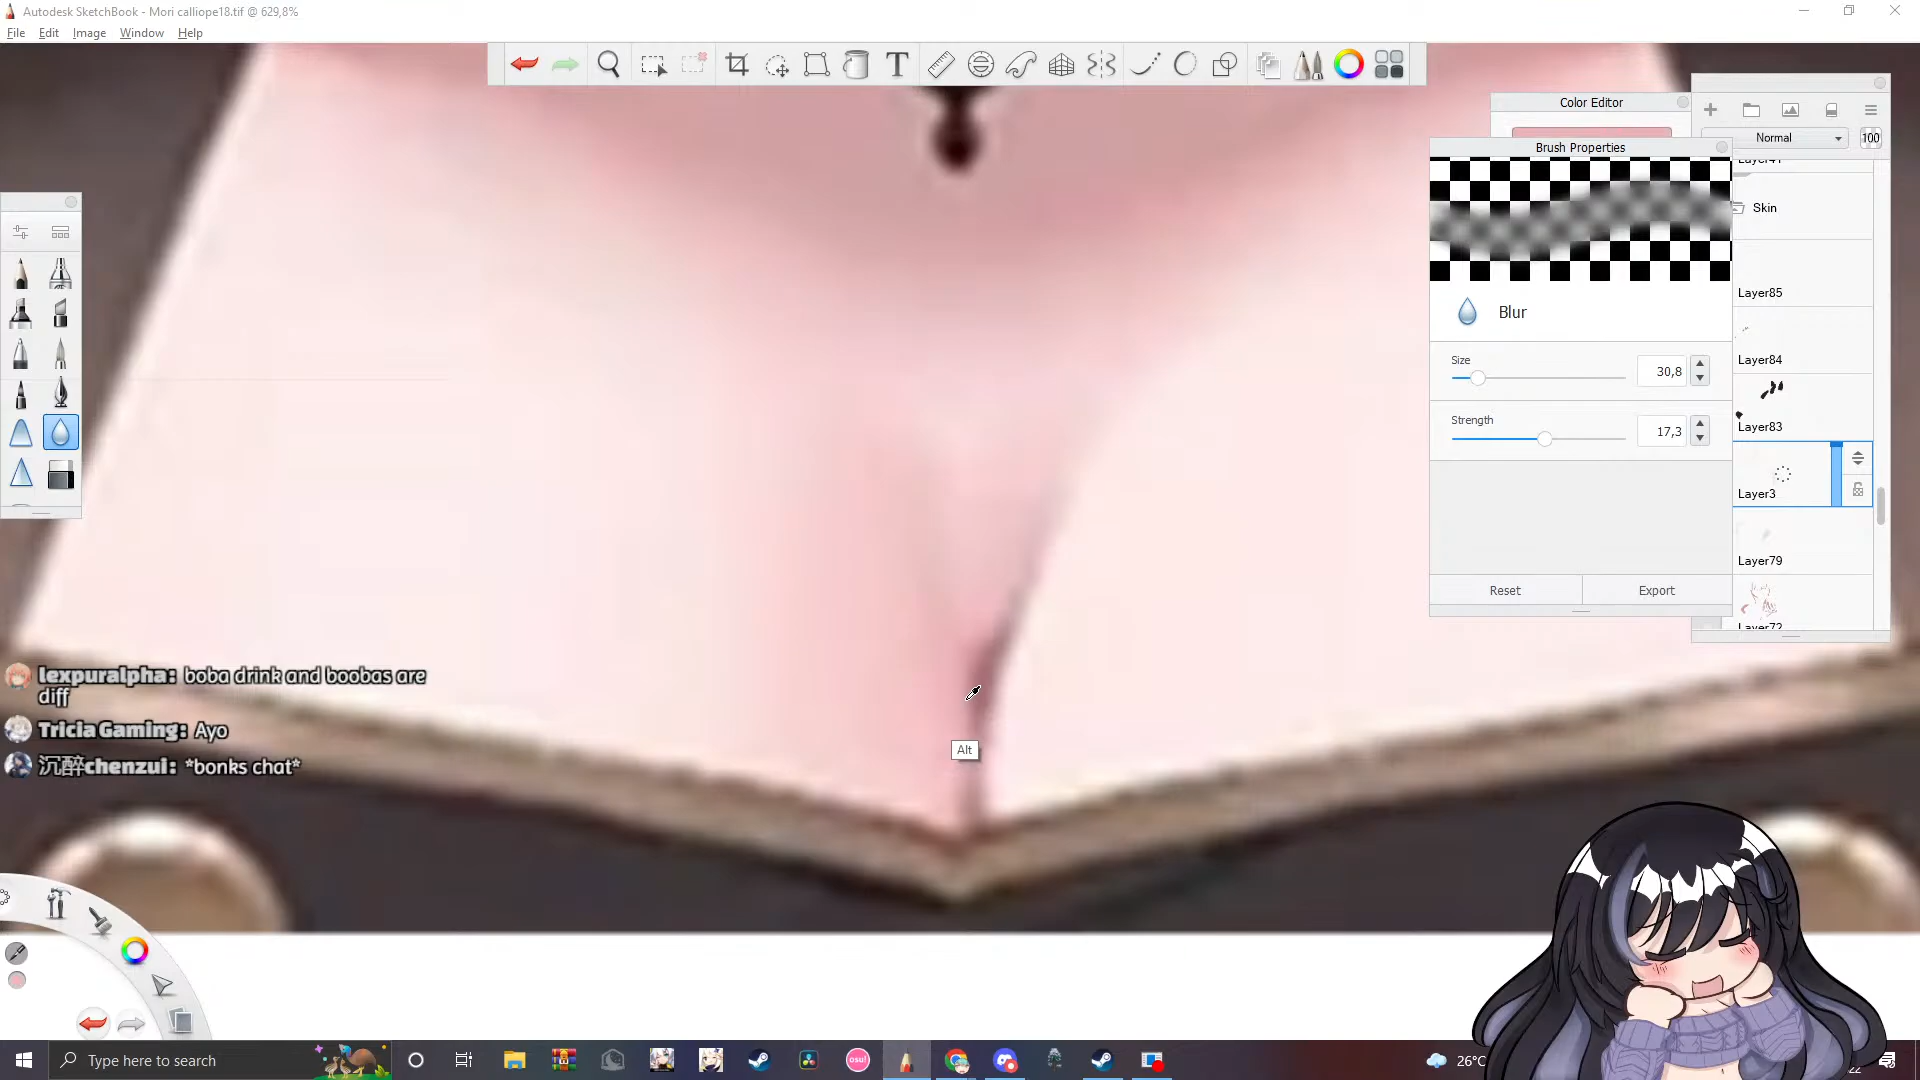 Autodesk SketchBook - Mori calliope18.tif @ 629,8%
File Edit Image Window Help
Color Editor
Normal 100
Brush Properties
Skin
Layer85
Blur
Size
30,8
Layer84
Strength
17,3
Layer83
Layer3
Layer79
Reset Export
Layer72
lexpuralpha: boba drink and boobas are
diff
Tricia Gaming: Ayo
沉醉chenzui: *bonks chat*
Alt
Type here to search
osu!
26°C